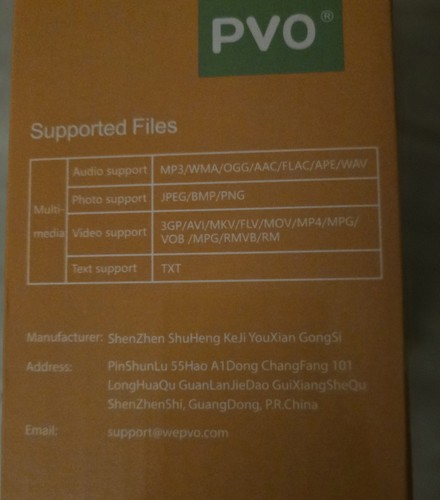 PVO®
Supported Files
Audio support MP3/WMA/OGG/AAC/FLAC/APE/WAV
Photo support JPEG/BMP/PNG
Multi-
media
Video support 3GP/AVI/MKV/FLV/MOV/MP4/MPG/
VOB /MPG/RMVB/RM
Text support TXT
Manufacturer: ShenZhen ShuHeng KeJi YouXian GongSi
Address: PinShunLu 55Hao A1Dong ChangFang 101
LongHuaQu GuanLanJieDao GuiXiangSheQu
ShenZhenShi, GuangDong, P.R.China
Email: support@wepvo.com